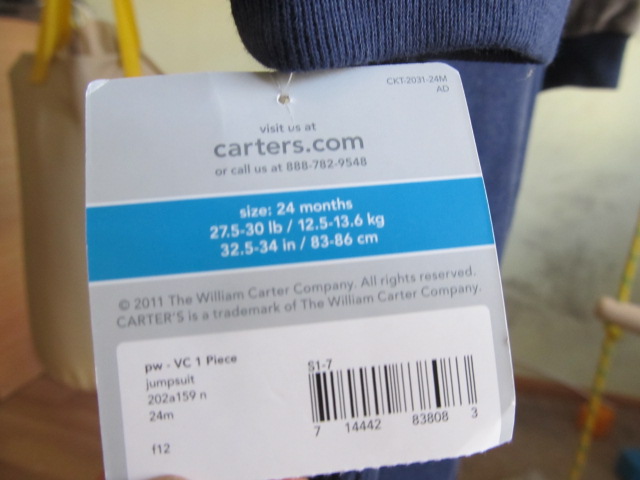 CKT-2031-24M
AD
visit us at
carters.com
or call us at 888-782-9548
size: 24 months
27.5-30 lb / 12.5-13.6 kg
32.5-34 in / 83-86 cm
© 2011 The William Carter Company. All rights reserved.
CARTER'S is a trademark of The William Carter Company.
pw - VC 1 Piece
jumpsuit
202a159 n
24m
f12
S1-7
7 14442 83808 3